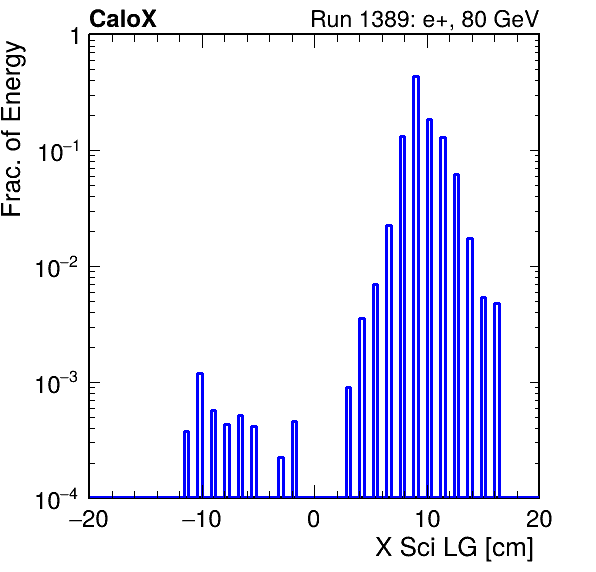 CaloX Run 1389: e+, 80 GeV
Frac. of Energy
1
10⁻¹
10⁻²
10⁻³
10⁻⁴
−20 −10 0 10 20
X Sci LG [cm]